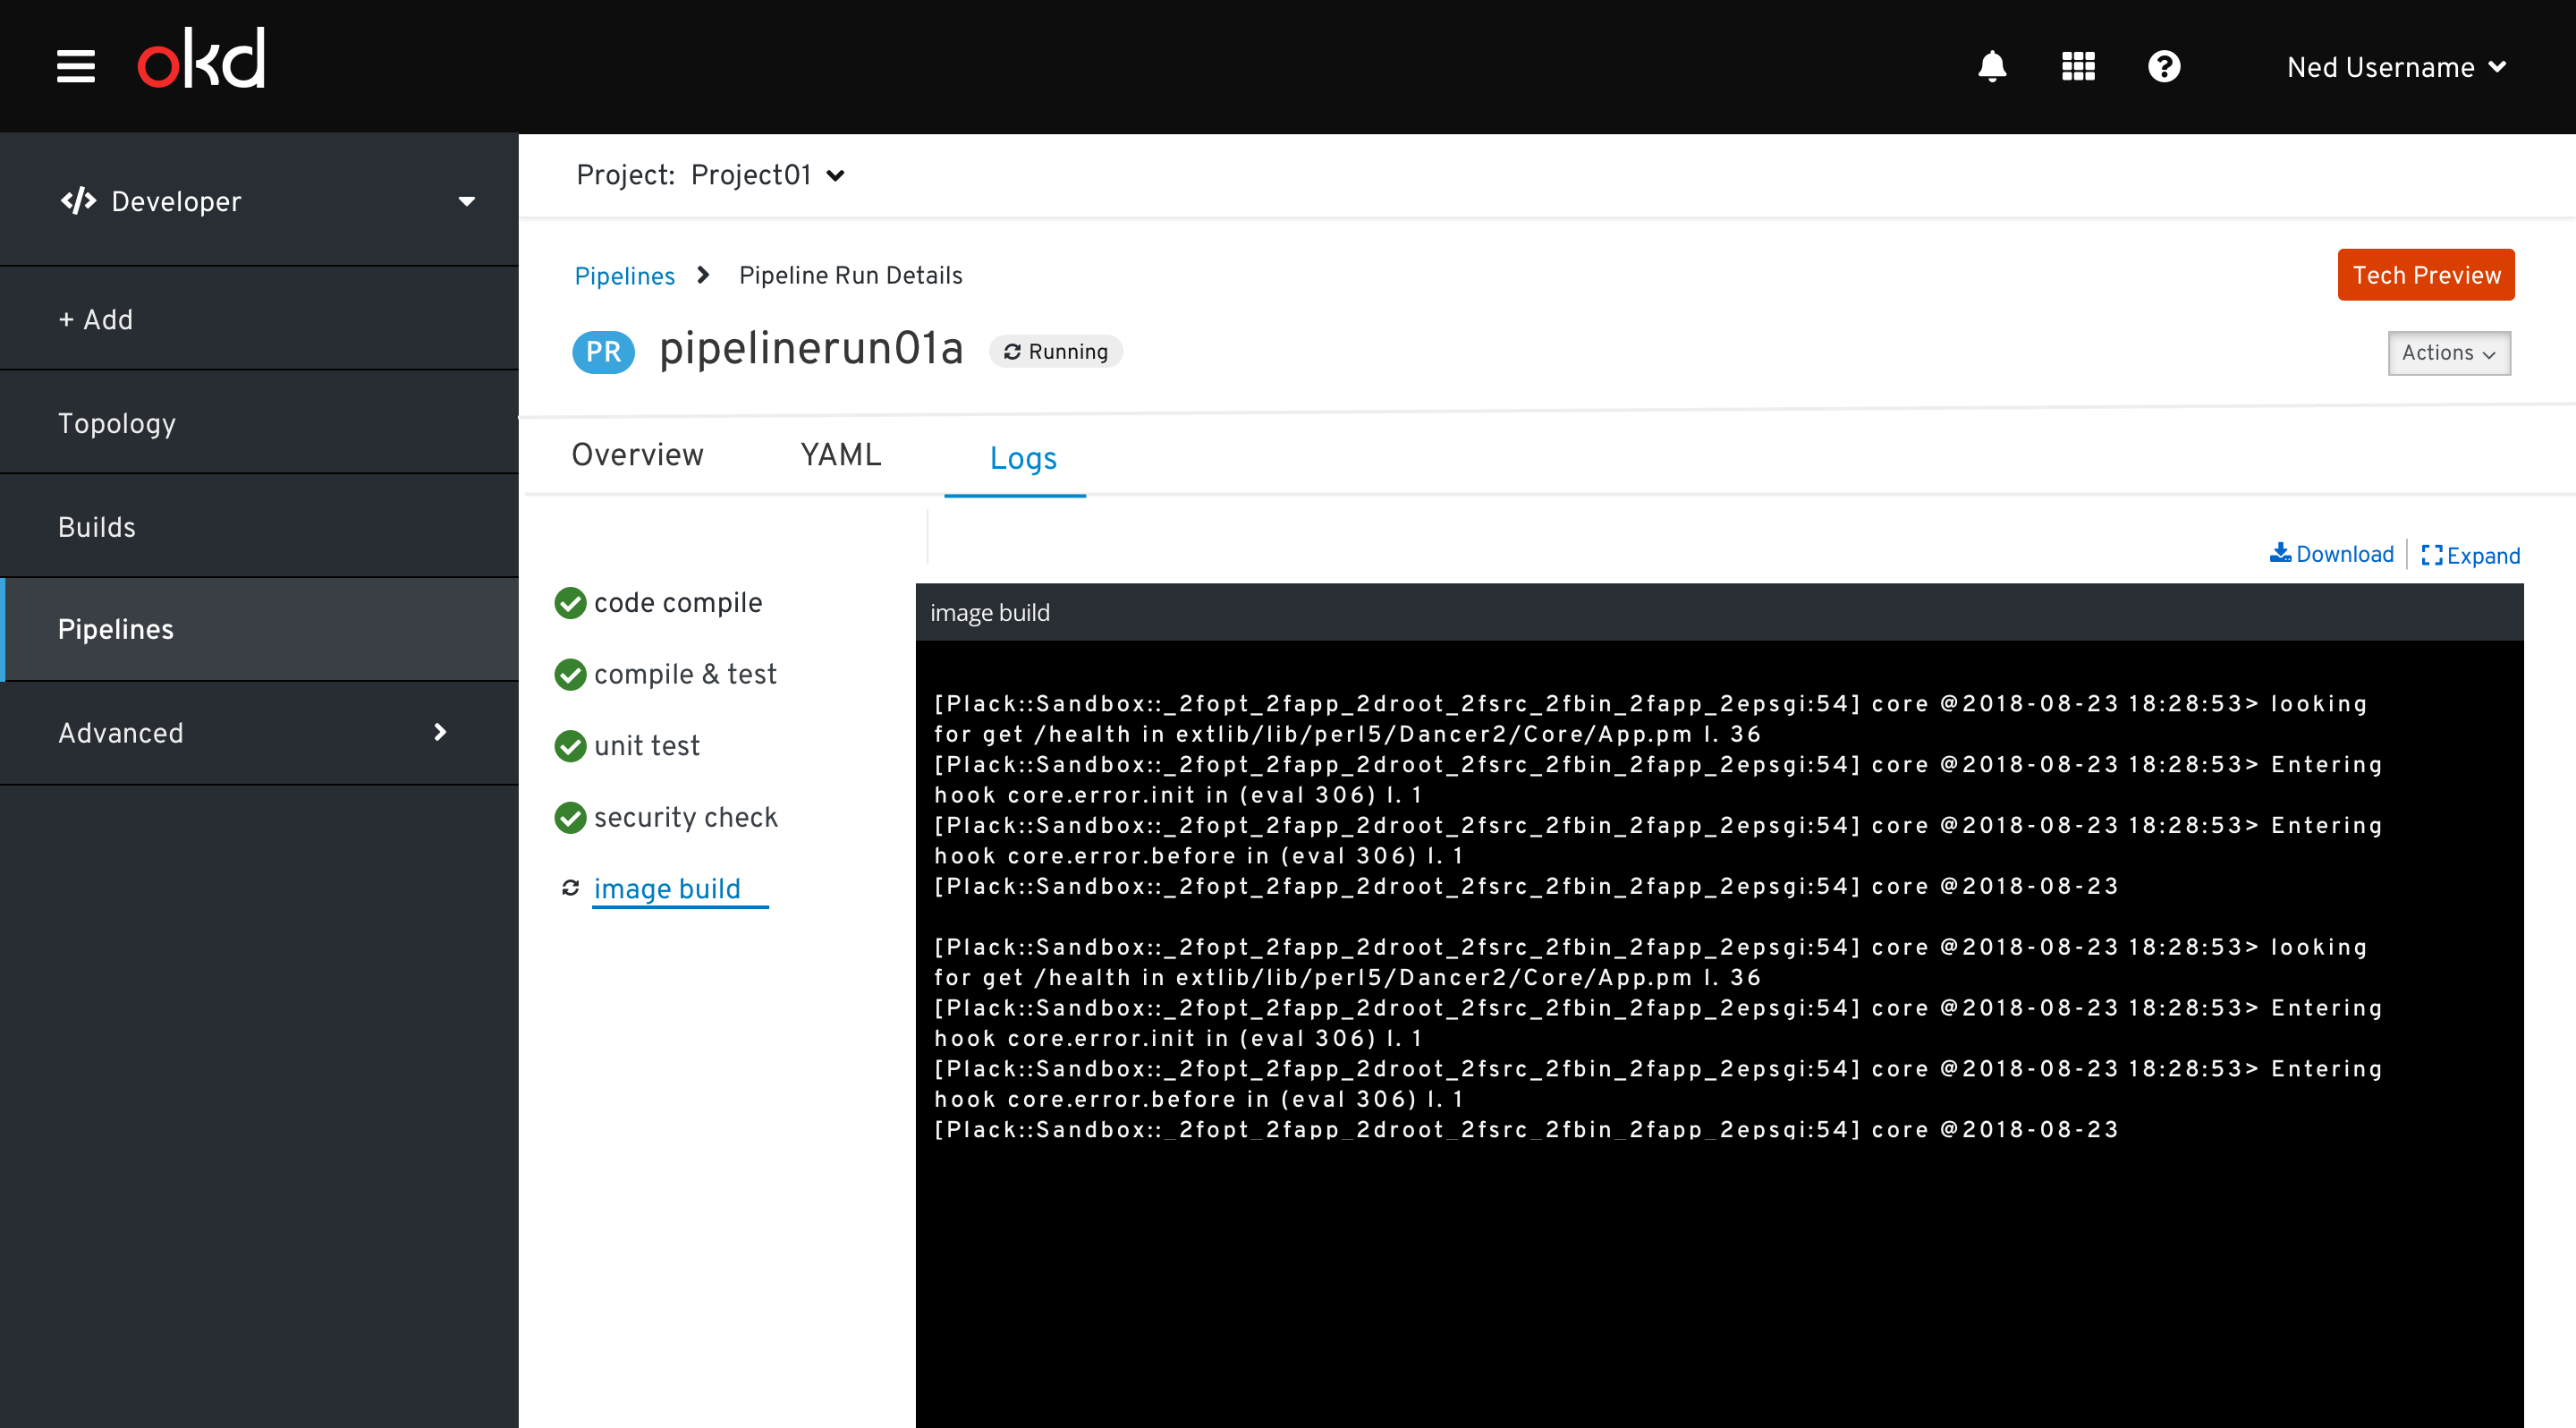 okd
Ned Username
Developer
+ Add
Topology
Builds
Pipelines
Advanced
Project: Project01
Pipelines Pipeline Run Details
Tech Preview
PR pipelinerun01a Running
Actions
Overview YAML Logs
Download Expand
code compile
compile & test
unit test
security check
image build
image build
[Plack::Sandbox::_2fopt_2fapp_2droot_2fsrc_2fbin_2fapp_2epsgi:54] core @2018-08-23 18:28:53> looking
for get /health in extlib/lib/perl5/Dancer2/Core/App.pm l. 36
[Plack::Sandbox::_2fopt_2fapp_2droot_2fsrc_2fbin_2fapp_2epsgi:54] core @2018-08-23 18:28:53> Entering
hook core.error.init in (eval 306) l. 1
[Plack::Sandbox::_2fopt_2fapp_2droot_2fsrc_2fbin_2fapp_2epsgi:54] core @2018-08-23 18:28:53> Entering
hook core.error.before in (eval 306) l. 1
[Plack::Sandbox::_2fopt_2fapp_2droot_2fsrc_2fbin_2fapp_2epsgi:54] core @2018-08-23
[Plack::Sandbox::_2fopt_2fapp_2droot_2fsrc_2fbin_2fapp_2epsgi:54] core @2018-08-23 18:28:53> looking
for get /health in extlib/lib/perl5/Dancer2/Core/App.pm l. 36
[Plack::Sandbox::_2fopt_2fapp_2droot_2fsrc_2fbin_2fapp_2epsgi:54] core @2018-08-23 18:28:53> Entering
hook core.error.init in (eval 306) l. 1
[Plack::Sandbox::_2fopt_2fapp_2droot_2fsrc_2fbin_2fapp_2epsgi:54] core @2018-08-23 18:28:53> Entering
hook core.error.before in (eval 306) l. 1
[Plack::Sandbox::_2fopt_2fapp_2droot_2fsrc_2fbin_2fapp_2epsgi:54] core @2018-08-23